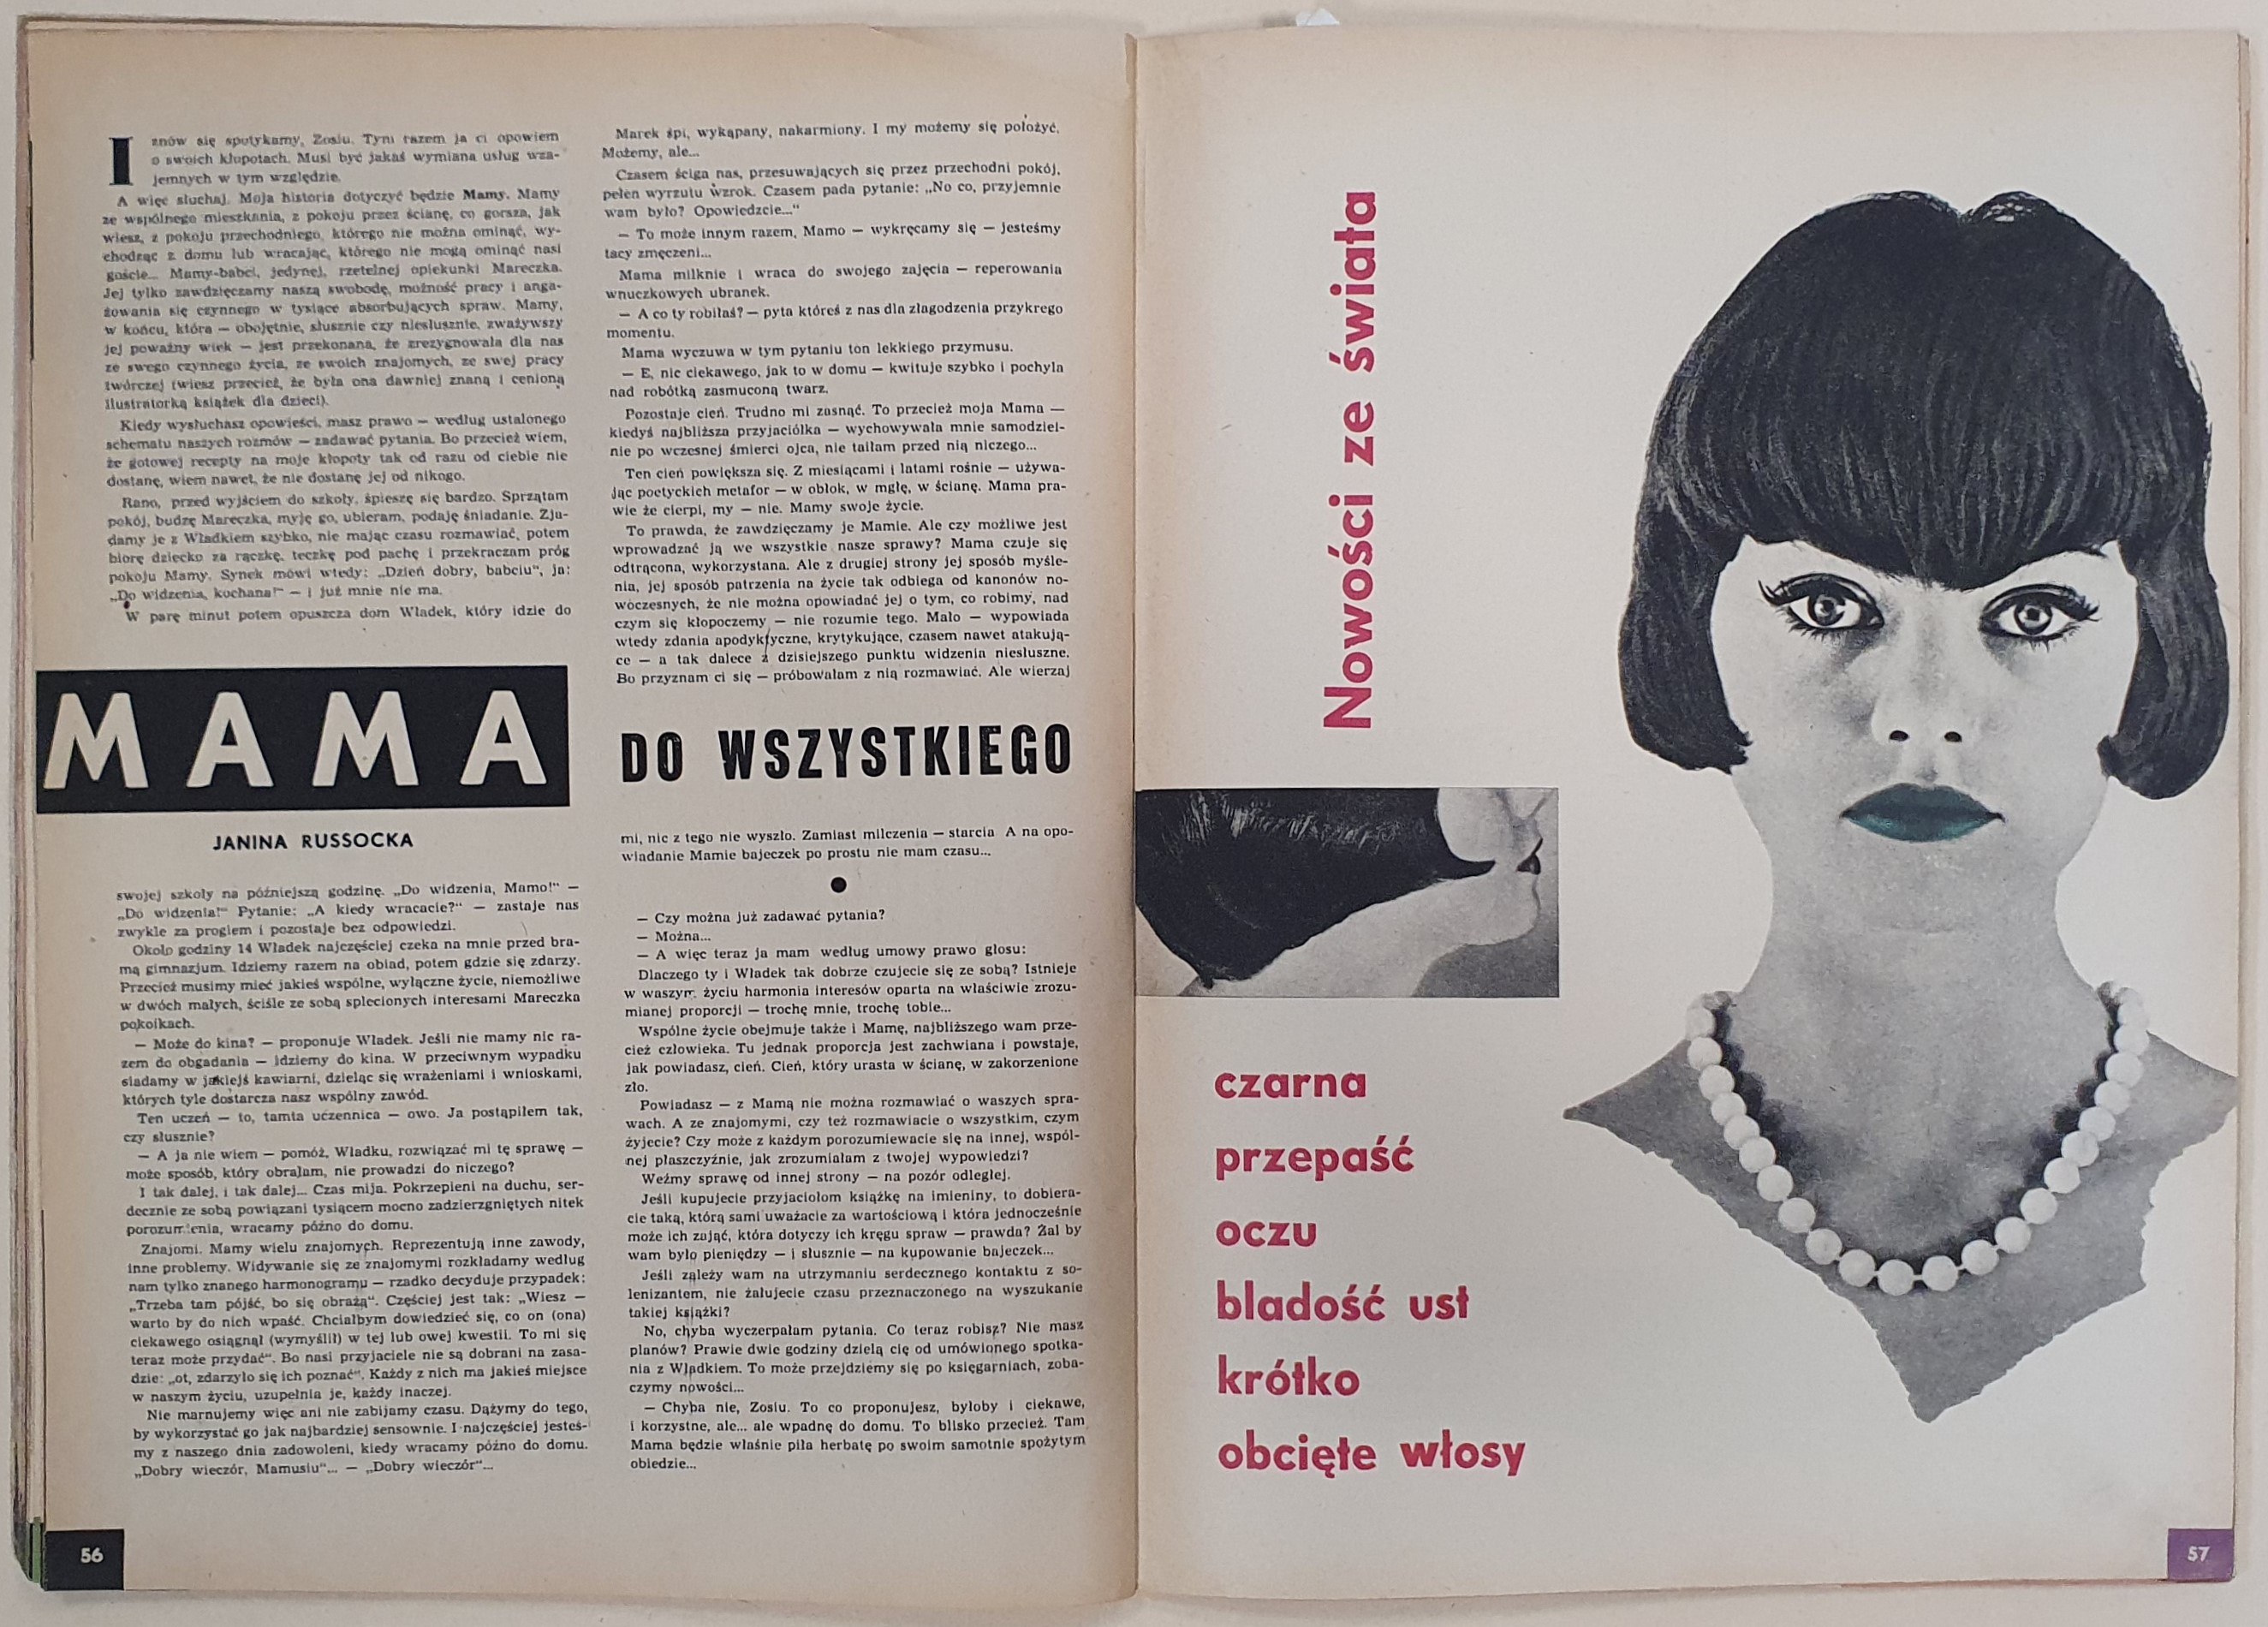 I znów się spotykamy, Zosiu. Tym razem ja ci opowiem
o swoich kłopotach. Musi być jakaś wymiana usług wza-
jemnych w tym względzie.
A więc słuchaj. Moja historia dotyczyć będzie Mamy. Mamy
ze wspólnego mieszkania, z pokoju przez ścianę, co gorsza, jak
wiesz, z pokoju przechodniego, którego nie można ominąć, wy-
chodząc z domu lub wracając, którego nie mogą ominąć nasi
goście... Mamy-babci, jedynej, rzetelnej opiekunki Mareczka.
Jej tylko zawdzięczamy naszą swobodę, możność pracy i anga-
żowania się czynnego w tysiące absorbujących spraw. Mamy,
w końcu, która — obojętnie, słusznie czy niesłusznie, zważywszy
jej poważny wiek — jest przekonana, że zrezygnowała dla nas
ze swego czynnego życia, ze swoich znajomych, ze swej pracy
twórczej (wiesz przecież, że była ona dawniej znaną i cenioną
ilustratorką książek dla dzieci).
Kiedy wysłuchasz opowieści, masz prawo — według ustalonego
schematu naszych rozmów — zadawać pytania. Bo przecież wiem,
że gotowej recepty na moje kłopoty tak od razu od ciebie nie
dostanę, wiem nawet, że nie dostanę jej od nikogo.
Rano, przed wyjściem do szkoły, śpieszę się bardzo. Sprzątam
pokój, budzę Mareczka, myję go, ubieram, podaję śniadanie. Zja-
damy je z Władkiem szybko, nie mając czasu rozmawiać, potem
biorę dziecko za rączkę, teczkę pod pachę i przekraczam próg
pokoju Mamy. Synek mówi wtedy: „Dzień dobry, babciu“, ja:
„Do widzenia, kochana!“ — i już mnie nie ma.
W parę minut potem opuszcza dom Władek, który idzie do
MAMA
JANINA RUSSOCKA
swojej szkoły na późniejszą godzinę. „Do widzenia, Mamo!“ —
„Do widzenia!“ Pytanie: „A kiedy wracacie?“ — zastaje nas
zwykle za progiem i pozostaje bez odpowiedzi.
Około godziny 14 Władek najczęściej czeka na mnie przed bra-
mą gimnazjum. Idziemy razem na obiad, potem gdzie się zdarzy.
Przecież musimy mieć jakieś wspólne, wyłączne życie, niemożliwe
w dwóch małych, ściśle ze sobą splecionych interesami Mareczka
pokoikach.
— Może do kina? — proponuje Władek. Jeśli nie mamy nic ra-
zem do obgadania — idziemy do kina. W przeciwnym wypadku
siadamy w jakiejś kawiarni, dzieląc się wrażeniami i wnioskami,
których tyle dostarcza nasz wspólny zawód.
Ten uczeń — to, tamta uczennica — owo. Ja postąpiłem tak,
czy słusznie?
— A ja nie wiem — pomóż, Władku, rozwiązać mi tę sprawę —
może sposób, który obrałam, nie prowadzi do niczego?
I tak dalej, i tak dalej... Czas mija. Pokrzepieni na duchu, ser-
decznie ze sobą powiązani tysiącem mocno zadzierzgniętych nitek
porozumienia, wracamy późno do domu.
Znajomi. Mamy wielu znajomych. Reprezentują inne zawody,
inne problemy. Widywanie się ze znajomymi rozkładamy według
nam tylko znanego harmonogramu — rzadko decyduje przypadek:
„Trzeba tam pójść, bo się obrażą“. Częściej jest tak: „Wiesz —
warto by do nich wpaść. Chciałbym dowiedzieć się, co on (ona)
ciekawego osiągnął (wymyślił) w tej lub owej kwestii. To mi się
teraz może przydać“. Bo nasi przyjaciele nie są dobrani na zasa-
dzie: „ot, zdarzyło się ich poznać“. Każdy z nich ma jakieś miejsce
w naszym życiu, uzupełnia je, każdy inaczej.
Nie marnujemy więc ani nie zabijamy czasu. Dążymy do tego,
by wykorzystać go jak najbardziej sensownie. I najczęściej jesteś-
my z naszego dnia zadowoleni, kiedy wracamy późno do domu.
„Dobry wieczór, Mamusiu“... — „Dobry wieczór“...
56
Marek śpi, wykąpany, nakarmiony. I my możemy się położyć.
Możemy, ale...
Czasem ściga nas, przesuwających się przez przechodni pokój,
pełen wyrzutu wzrok. Czasem pada pytanie: „No co, przyjemnie
wam było? Opowiedzcie...“
— To może innym razem, Mamo — wykręcamy się — jesteśmy
tacy zmęczeni...
Mama milknie i wraca do swojego zajęcia — reperowania
wnuczkowych ubranek.
— A co ty robiłaś? — pyta któreś z nas dla złagodzenia przykrego
momentu.
Mama wyczuwa w tym pytaniu ton lekkiego przymusu.
— E, nic ciekawego, jak to w domu — kwituje szybko i pochyla
nad robótką zasmuconą twarz.
Pozostaje cień. Trudno mi zasnąć. To przecież moja Mama —
kiedyś najbliższa przyjaciółka — wychowywała mnie samodziel-
nie po wczesnej śmierci ojca, nie taiłam przed nią niczego...
Ten cień powiększa się. Z miesiącami i latami rośnie — używa-
jąc poetyckich metafor — w obłok, w mgłę, w ścianę. Mama pra-
wie że cierpi, my — nie. Mamy swoje życie.
To prawda, że zawdzięczamy je Mamie. Ale czy możliwe jest
wprowadzać ją we wszystkie nasze sprawy? Mama czuje się
odtrącona, wykorzystana. Ale z drugiej strony jej sposób myśle-
nia, jej sposób patrzenia na życie tak odbiega od kanonów no-
woczesnych, że nie można opowiadać jej o tym, co robimy, nad
czym się kłopoczemy — nie rozumie tego. Mało — wypowiada
wtedy zdania apodyktyczne, krytykujące, czasem nawet atakują-
ce — a tak dalece z dzisiejszego punktu widzenia niesłuszne.
Bo przyznam ci się — próbowałam z nią rozmawiać. Ale wierzaj
DO WSZYSTKIEGO
mi, nic z tego nie wyszło. Zamiast milczenia — starcia A na opo-
wiadanie Mamie bajeczek po prostu nie mam czasu...
●
— Czy można już zadawać pytania?
— Można...
— A więc teraz ja mam według umowy prawo głosu:
Dlaczego ty i Władek tak dobrze czujecie się ze sobą? Istnieje
w waszym życiu harmonia interesów oparta na właściwie zrozu-
mianej proporcji — trochę mnie, trochę tobie...
Wspólne życie obejmuje także i Mamę, najbliższego wam prze-
cież człowieka. Tu jednak proporcja jest zachwiana i powstaje,
jak powiadasz, cień. Cień, który urasta w ścianę, w zakorzenione
zło.
Powiadasz — z Mamą nie można rozmawiać o waszych spra-
wach. A ze znajomymi, czy też rozmawiacie o wszystkim, czym
żyjecie? Czy może z każdym porozumiewacie się na innej, wspól-
nej płaszczyźnie, jak zrozumiałam z twojej wypowiedzi?
Weźmy sprawę od innej strony — na pozór odległej.
Jeśli kupujecie przyjaciołom książkę na imieniny, to dobiera-
cie taką, którą sami uważacie za wartościową i która jednocześnie
może ich zająć, która dotyczy ich kręgu spraw — prawda? Żal by
wam było pieniędzy — i słusznie — na kupowanie bajeczek...
Jeśli zależy wam na utrzymaniu serdecznego kontaktu z so-
lenizantem, nie żałujecie czasu przeznaczonego na wyszukanie
takiej książki?
No, chyba wyczerpałam pytania. Co teraz robisz? Nie masz
planów? Prawie dwie godziny dzielą cię od umówionego spotka-
nia z Władkiem. To może przejdziemy się po księgarniach, zoba-
czymy nowości...
— Chyba nie, Zosiu. To co proponujesz, byłoby i ciekawe,
i korzystne, ale... ale wpadnę do domu. To blisko przecież. Tam
Mama będzie właśnie piła herbatę po swoim samotnie spożytym
obiedzie...
Nowości ze świata
czarna
przepaść
oczu
bladość ust
krótko
obcięte włosy
57